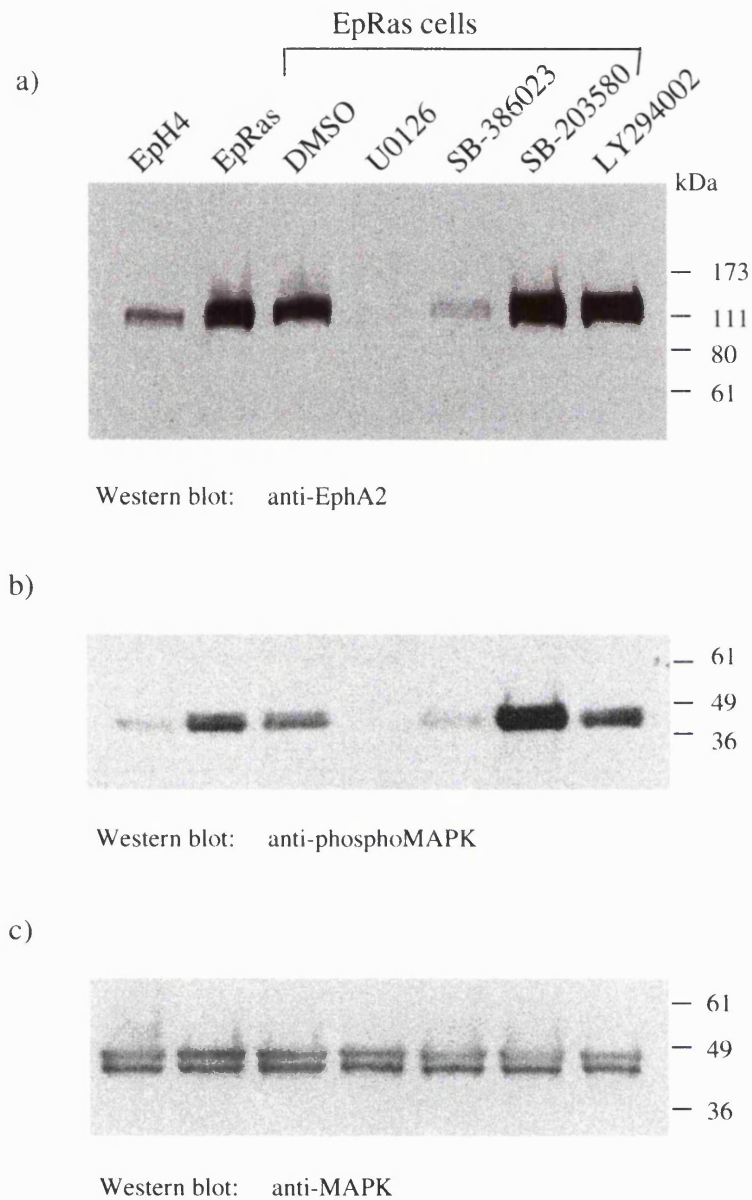 EpRas cells
a)
EpH4
EpRas
DMSO
U0126
SB-386023
SB-203580
LY294002
kDa
173
111
80
61
Western blot: anti-EphA2
b)
61
49
36
Western blot: anti-phosphoMAPK
c)
61
49
36
Western blot: anti-MAPK